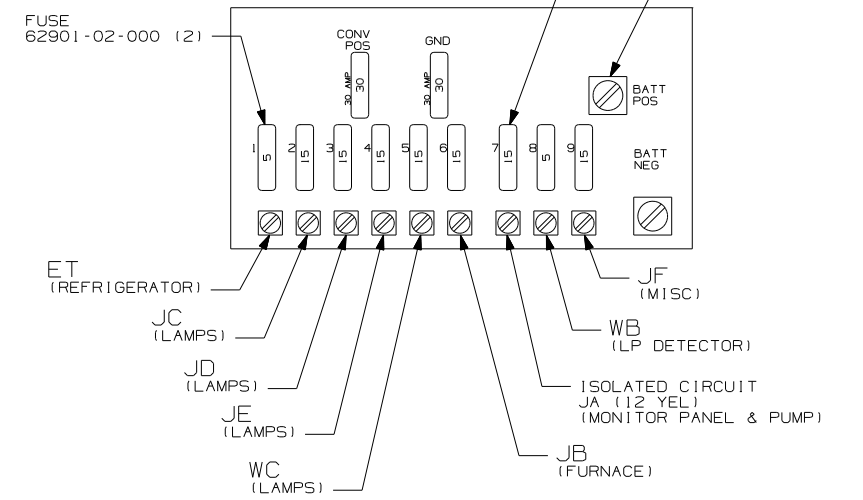 FUSE
62901-02-000 (2)
CONV
POS
GND
30 AMP
30
30 AMP
30
BATT
POS
1
5
2
15
3
15
4
15
5
15
6
15
7
15
8
5
9
15
BATT
NEG
ET
(REFRIGERATOR)
JC
(LAMPS)
JD
(LAMPS)
JE
(LAMPS)
WC
(LAMPS)
JF
(MISC)
WB
(LP DETECTOR)
ISOLATED CIRCUIT
JA (12 YEL)
(MONITOR PANEL & PUMP)
JB
(FURNACE)